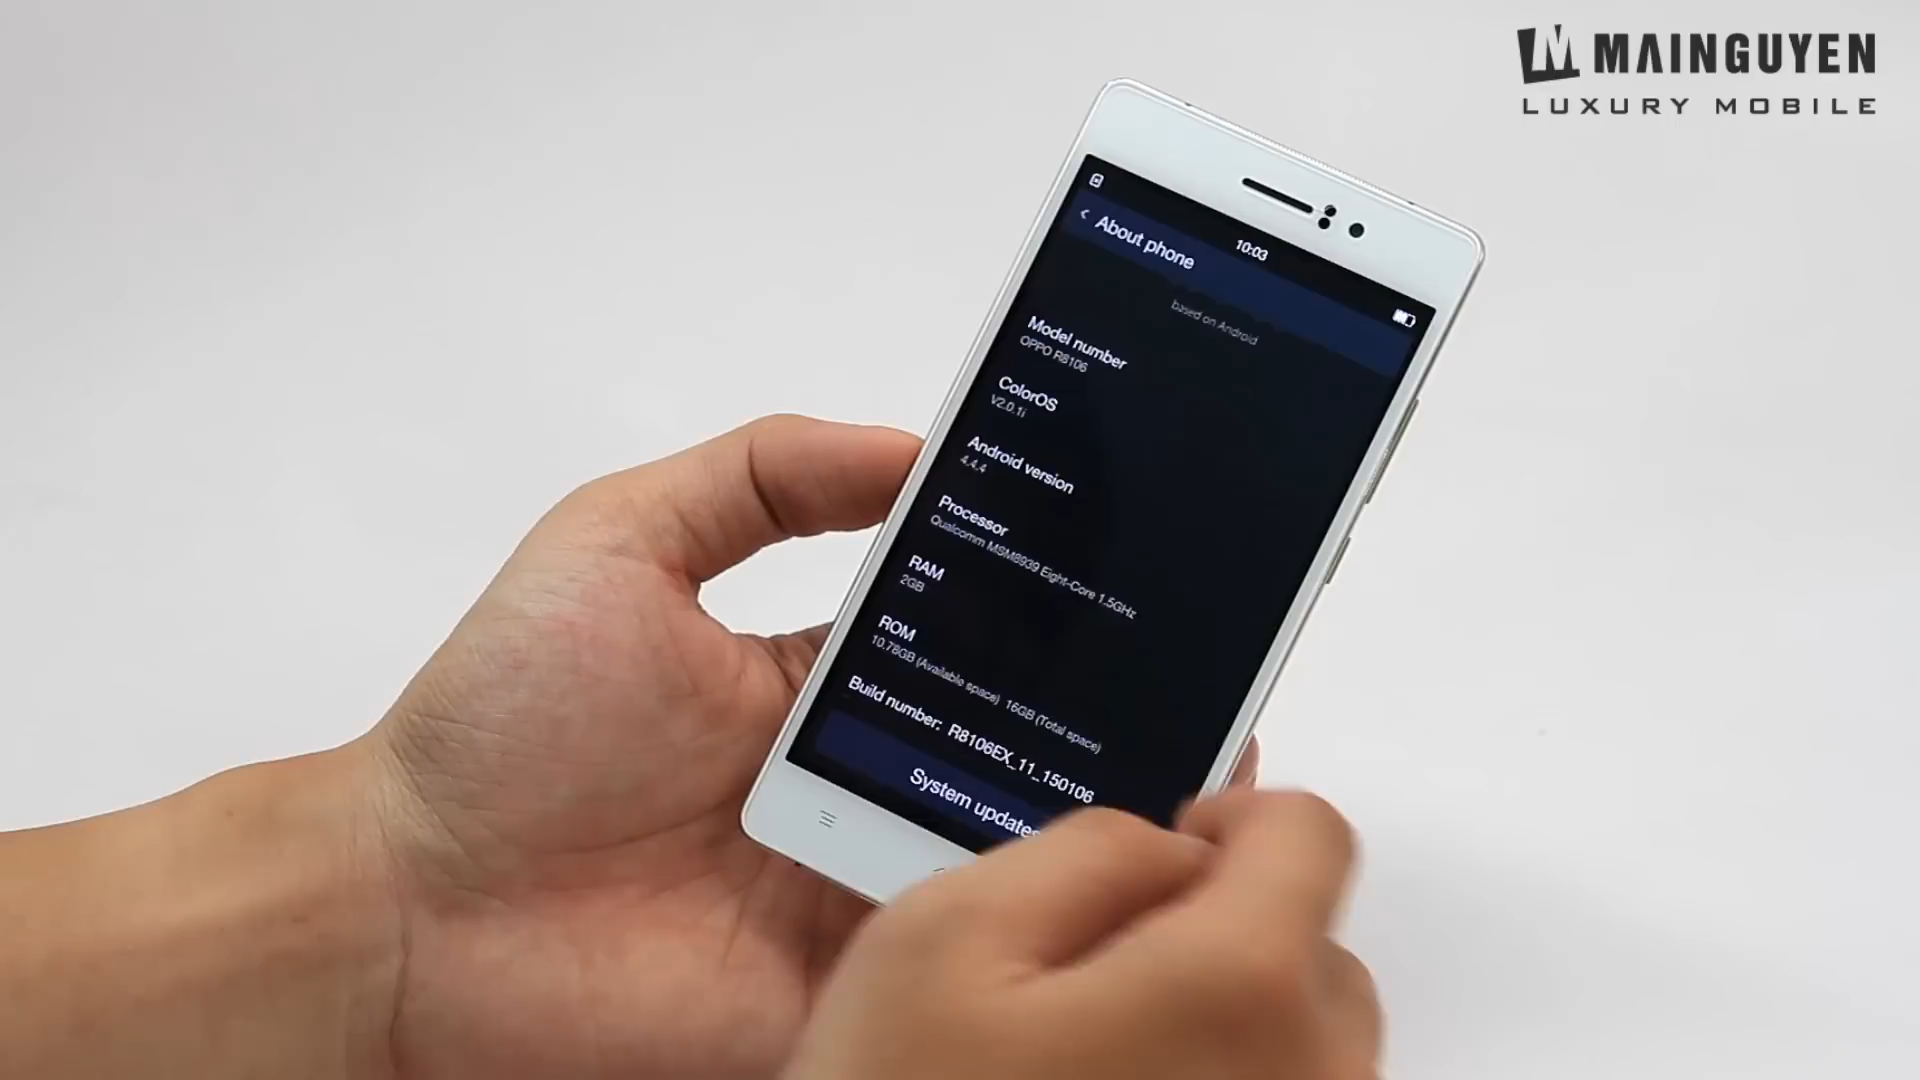 MAINGUYEN
LUXURY MOBILE
10:03
About phone
based on Android
Model number
OPPO R8106
ColorOS
V2.0.1i
Android version
4.4.4
Processor
Qualcomm MSM8939 Eight-Core 1.5GHz
RAM
2GB
ROM
10.78GB (Available space) 16GB (Total space)
Build number: R8106EX_11_150106
System updates